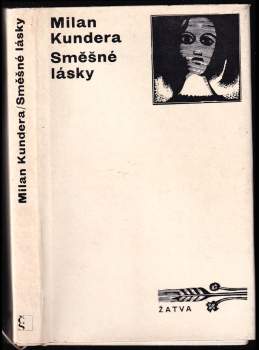 Milan Kundera/Směšné lásky
Milan
Kundera
Směšné
lásky
ŽATVA